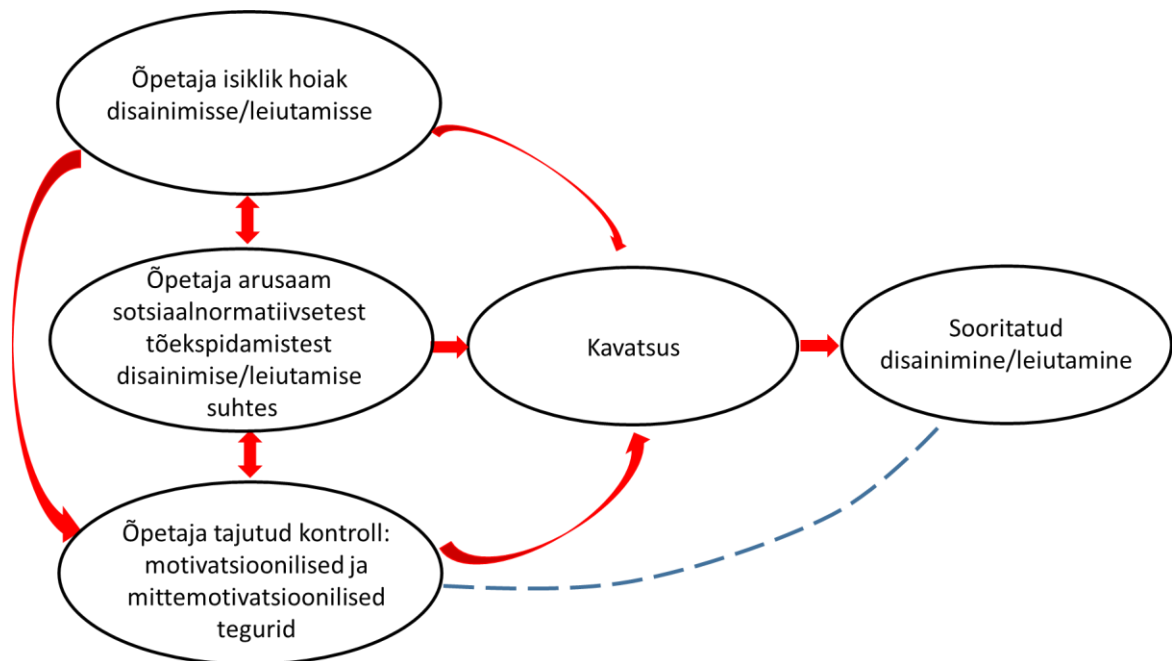 Õpetaja isiklik hoiak
disainimisse/leiutamisse
Õpetaja arusaam
sotsiaalnormatiivsetest
tõekspidamistest
disainimise/leiutamise
suhtes
Kavatsus
Sooritatud
disainimine/leiutamine
Õpetaja tajutud kontroll:
motivatsioonilised ja
mittemotivatsioonilised
tegurid